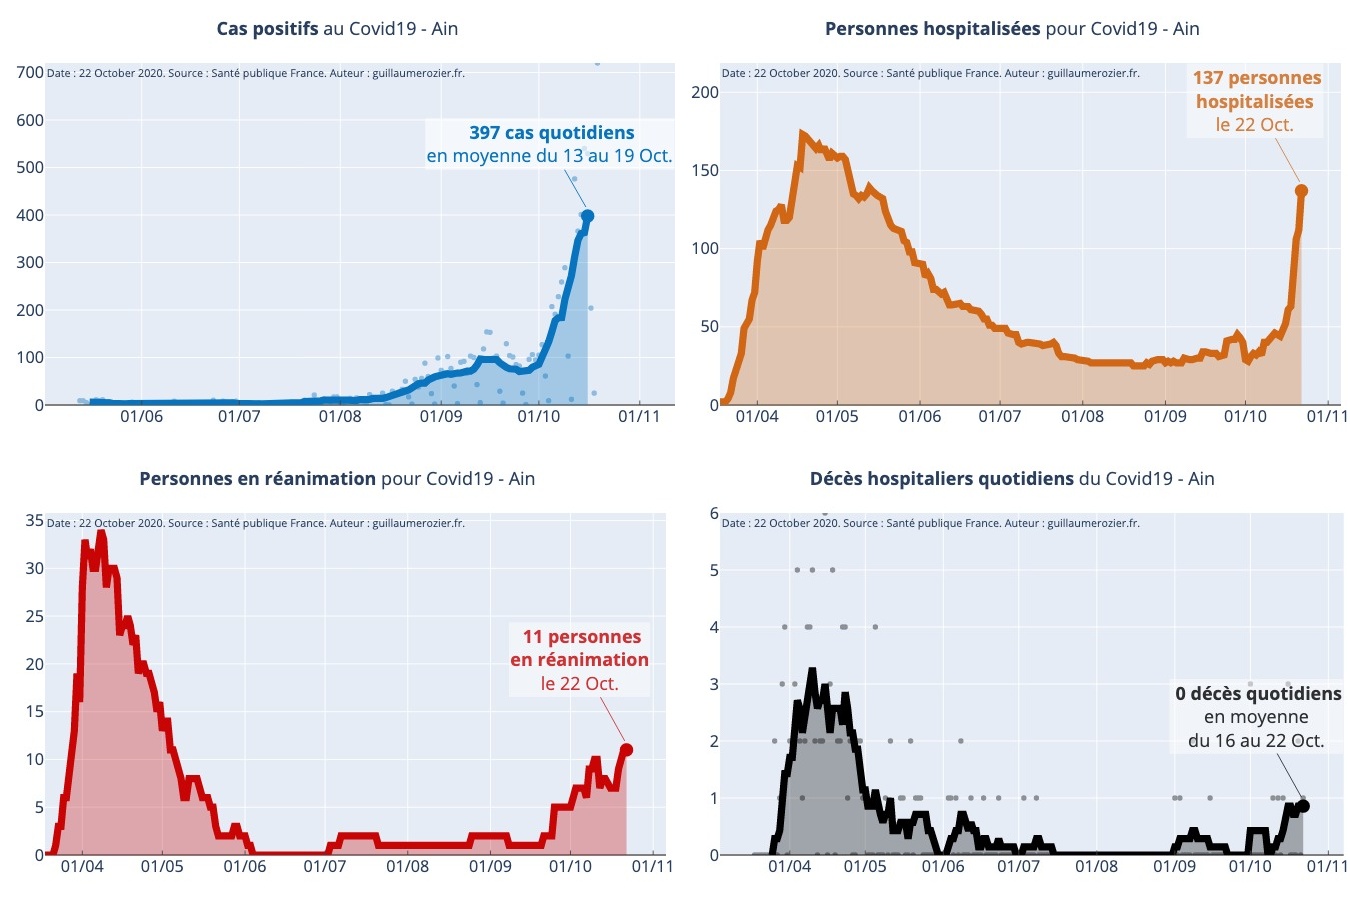 Cas positifs au Covid19 - Ain
Date : 22 October 2020. Source : Santé publique France. Auteur : guillaumerozier.fr.
700
600
500
400
300
200
100
0
397 cas quotidiens
en moyenne du 13 au 19 Oct.
01/06 01/07 01/08 01/09 01/10 01/11
Personnes hospitalisées pour Covid19 - Ain
Date : 22 October 2020. Source : Santé publique France. Auteur : guillaumerozier.fr.
200
150
100
50
0
137 personnes
hospitalisées
le 22 Oct.
01/04 01/05 01/06 01/07 01/08 01/09 01/10 01/11
Personnes en réanimation pour Covid19 - Ain
Date : 22 October 2020. Source : Santé publique France. Auteur : guillaumerozier.fr.
35
30
25
20
15
10
5
0
11 personnes
en réanimation
le 22 Oct.
01/04 01/05 01/06 01/07 01/08 01/09 01/10 01/11
Décès hospitaliers quotidiens du Covid19 - Ain
Date : 22 October 2020. Source : Santé publique France. Auteur : guillaumerozier.fr.
6
5
4
3
2
1
0
0 décès quotidiens
en moyenne
du 16 au 22 Oct.
01/04 01/05 01/06 01/07 01/08 01/09 01/10 01/11